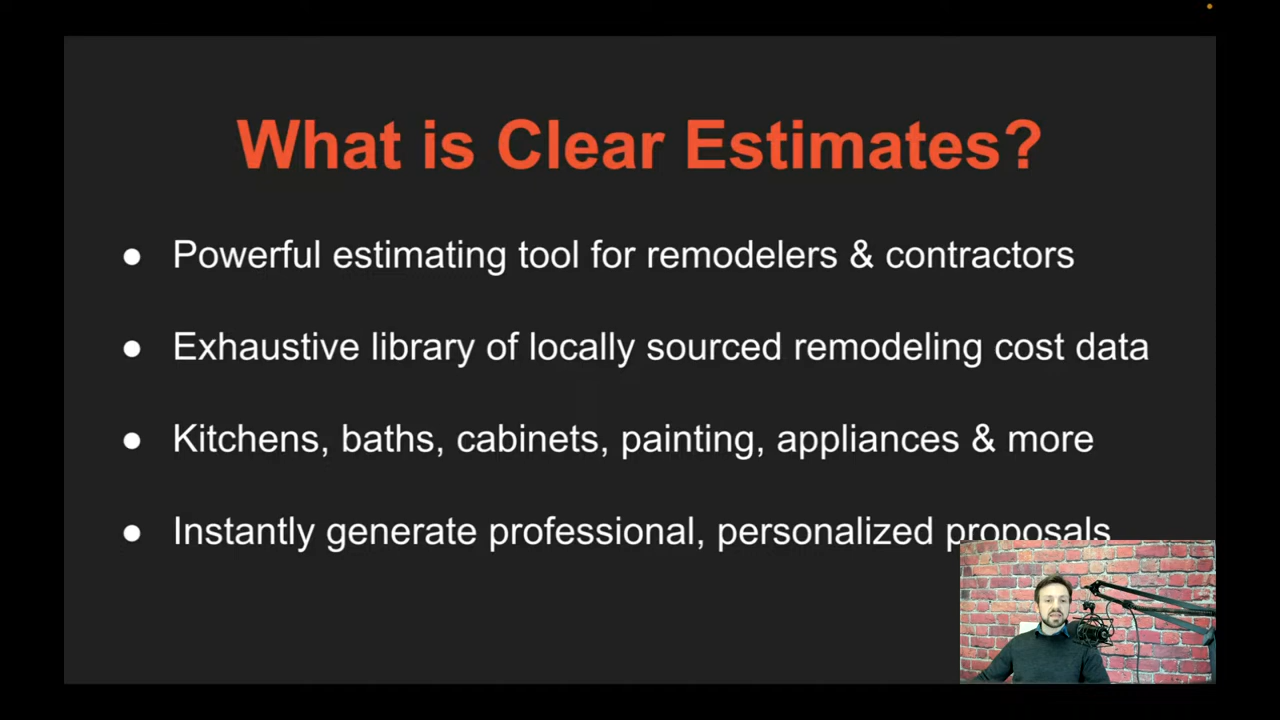 What is Clear Estimates?
● Powerful estimating tool for remodelers & contractors
● Exhaustive library of locally sourced remodeling cost data
● Kitchens, baths, cabinets, painting, appliances & more
● Instantly generate professional, personalized proposals